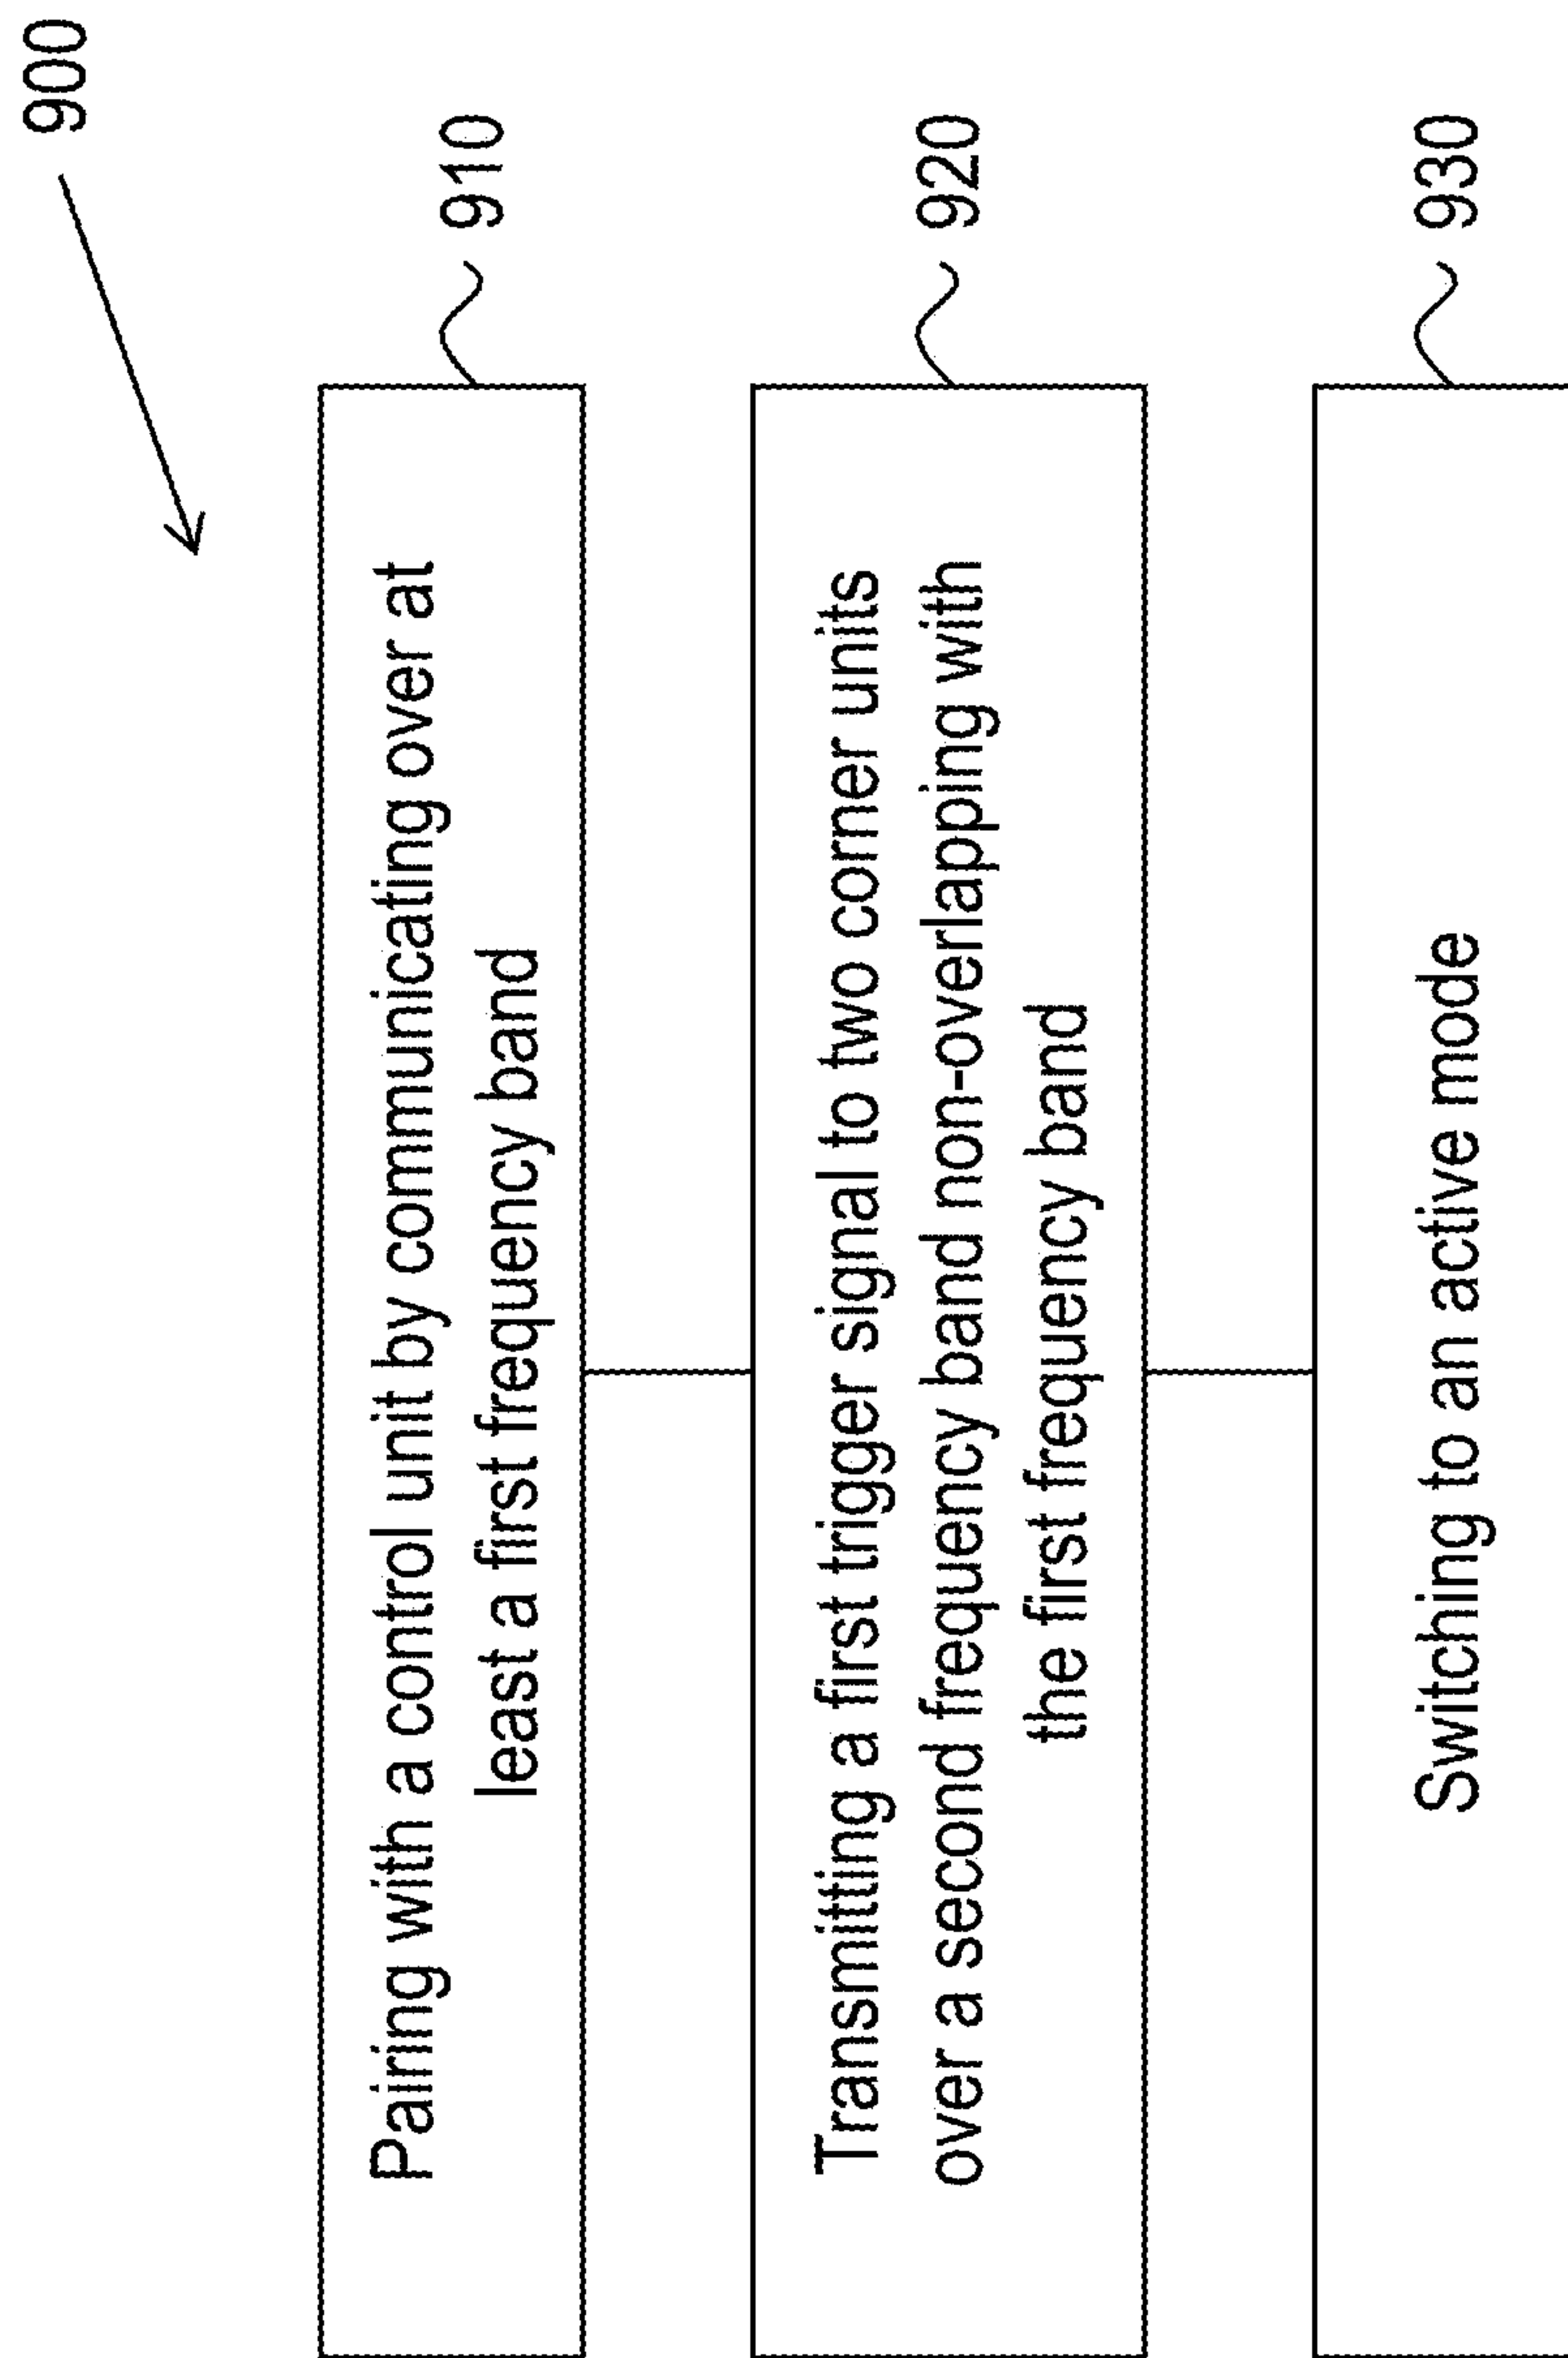 900
Pairing with a control unit by communicating over at
least a first frequency band
910
Transmitting a first trigger signal to two corner units
over a second frequency band non-overlapping with
the first frequency band
920
Switching to an active mode
930